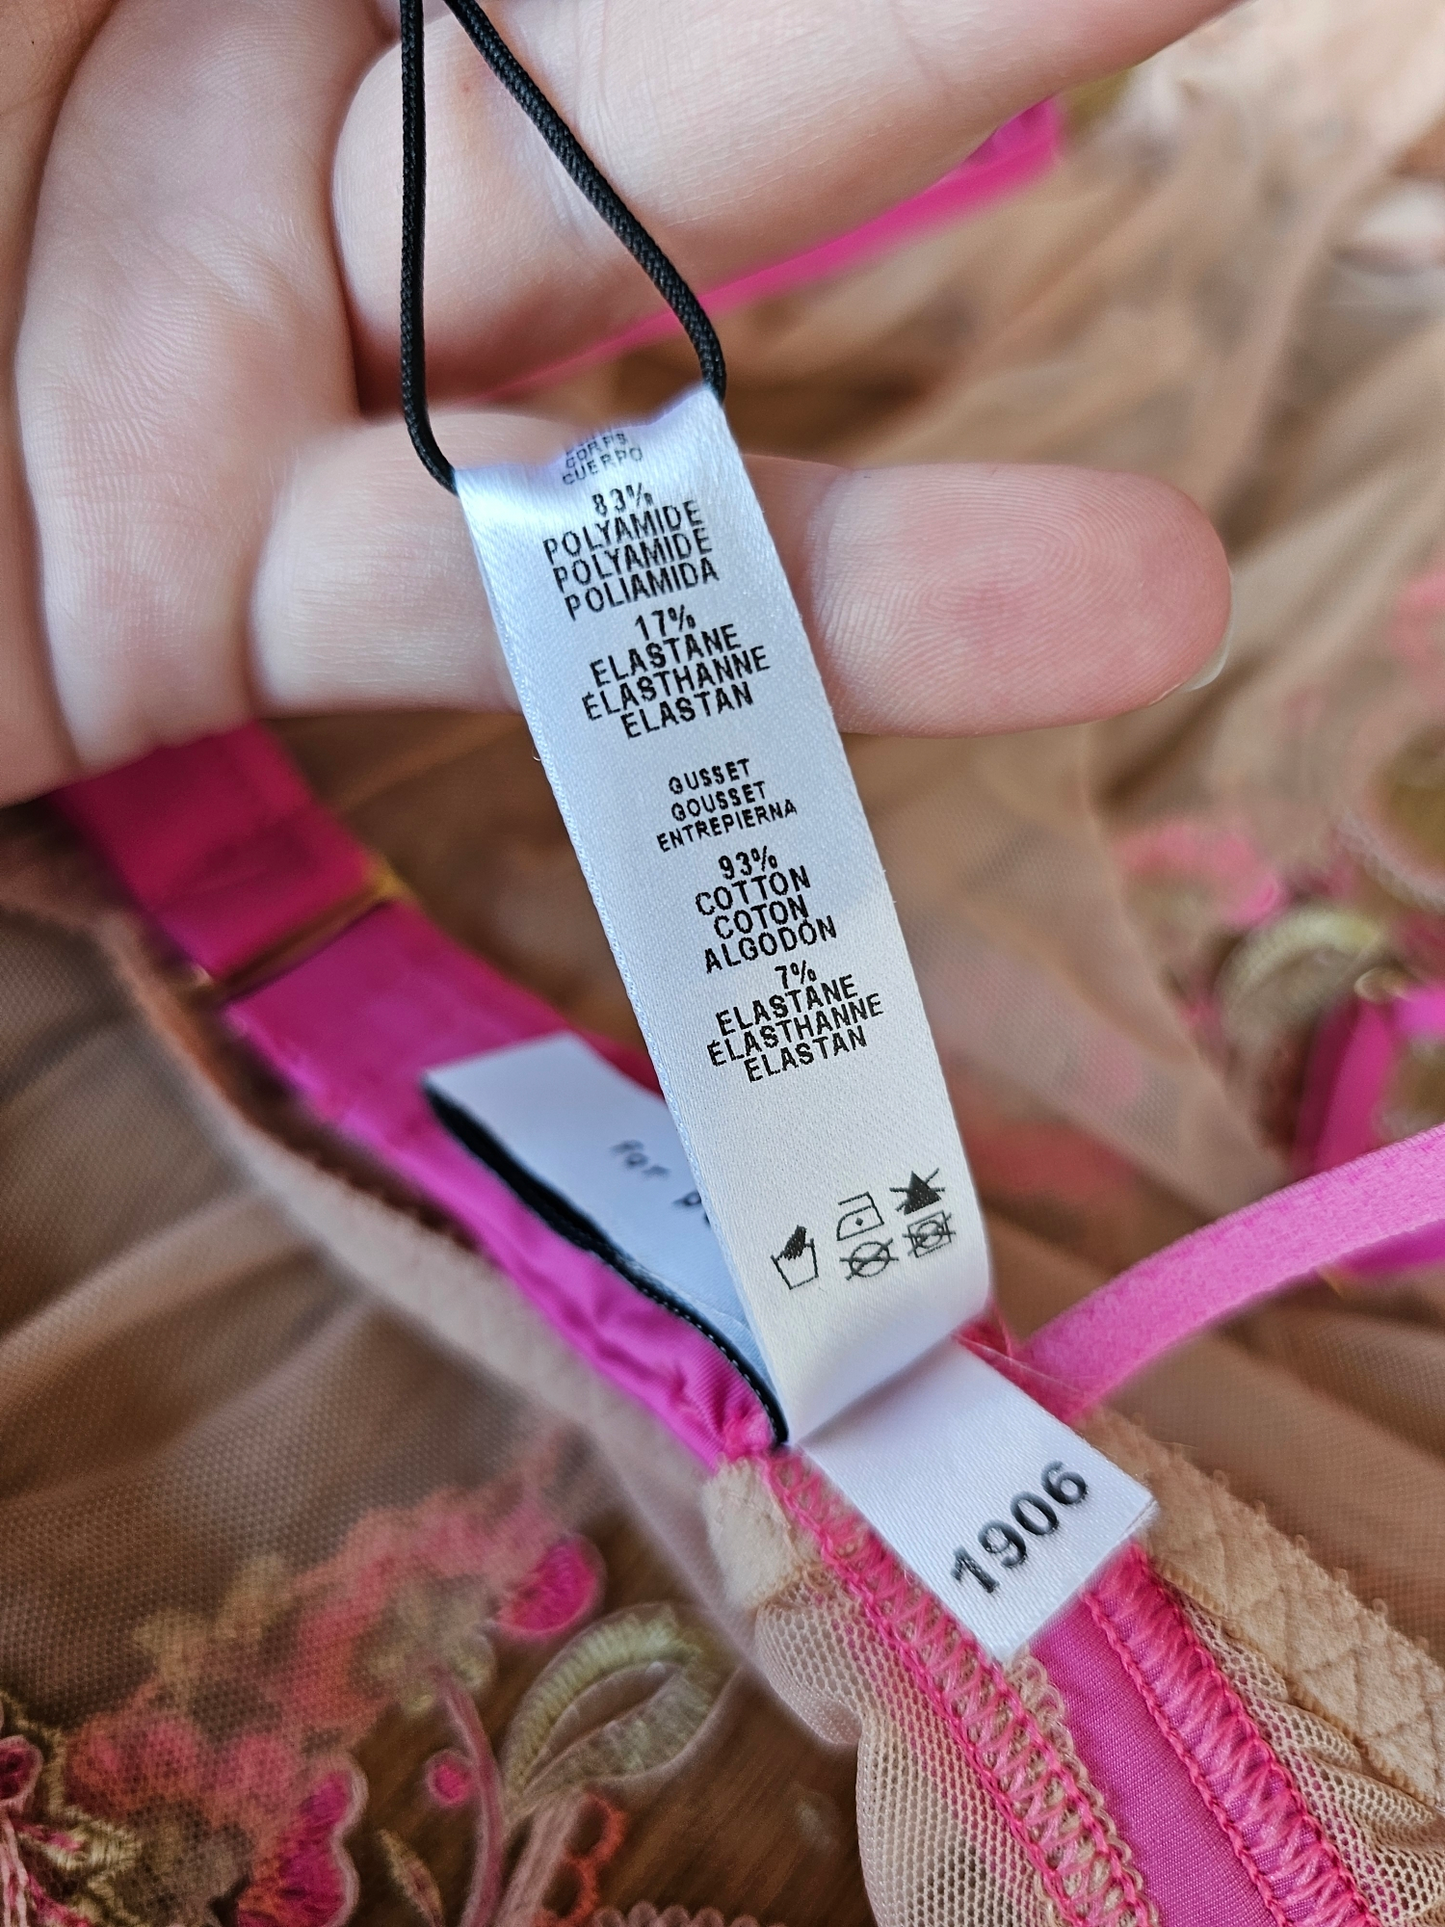 CORPS
CUERPO
83%
POLYAMIDE
POLYAMIDE
POLIAMIDA
17%
ELASTANE
ÉLASTHANNE
ELASTAN
GUSSET
GOUSSET
ENTREPIERNA
93%
COTTON
COTON
ALGODÓN
7%
ELASTANE
ÉLASTHANNE
ELASTAN
for
1906